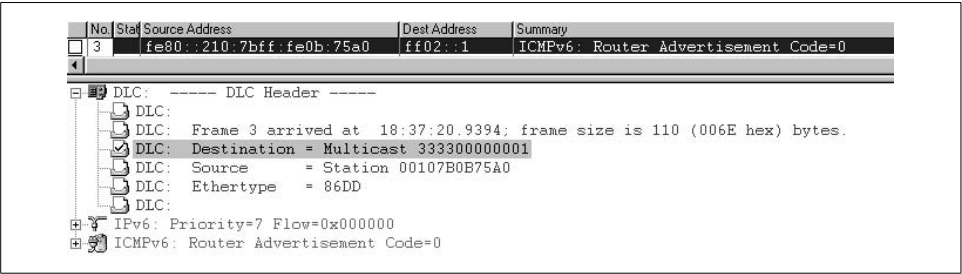 No. Stat Source Address Dest Address Summary
3 fe80::210:7bff:fe0b:75a0 ff02::1 ICMPv6: Router Advertisement Code=0
DLC: ----- DLC Header -----
DLC:
DLC: Frame 3 arrived at 18:37:20.9394; frame size is 110 (006E hex) bytes.
DLC: Destination = Multicast 333300000001
DLC: Source = Station 00107B0B75A0
DLC: Ethertype = 86DD
DLC:
IPv6: Priority=7 Flow=0x000000
ICMPv6: Router Advertisement Code=0